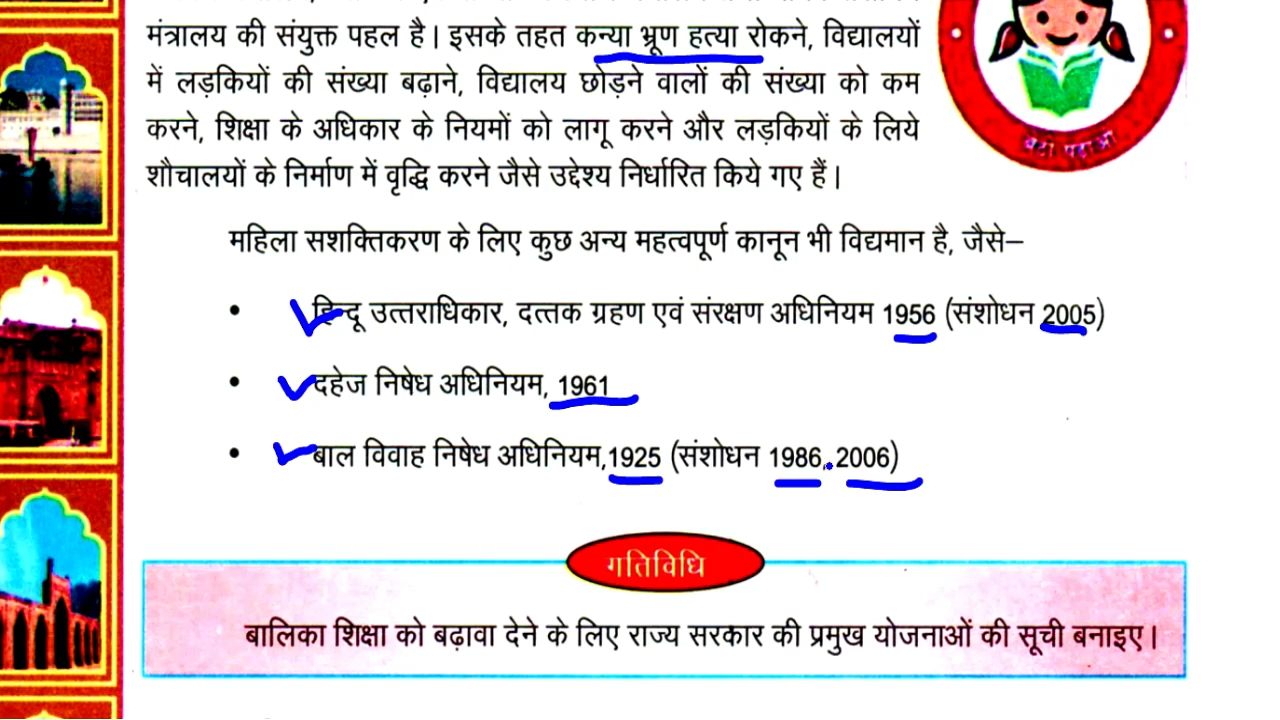 मंत्रालय की संयुक्त पहल है। इसके तहत कन्या भ्रूण हत्या रोकने, विद्यालयों
में लड़कियों की संख्या बढ़ाने, विद्यालय छोड़ने वालों की संख्या को कम
करने, शिक्षा के अधिकार के नियमों को लागू करने और लड़कियों के लिये
शौचालयों के निर्माण में वृद्धि करने जैसे उद्देश्य निर्धारित किये गए हैं।
बेटी पढ़ाओ
महिला सशक्तिकरण के लिए कुछ अन्य महत्वपूर्ण कानून भी विद्यमान है, जैसे–
• हिन्दू उत्तराधिकार, दत्तक ग्रहण एवं संरक्षण अधिनियम 1956 (संशोधन 2005)
• दहेज निषेध अधिनियम, 1961
• बाल विवाह निषेध अधिनियम,1925 (संशोधन 1986, 2006)
गतिविधि
बालिका शिक्षा को बढ़ावा देने के लिए राज्य सरकार की प्रमुख योजनाओं की सूची बनाइए।